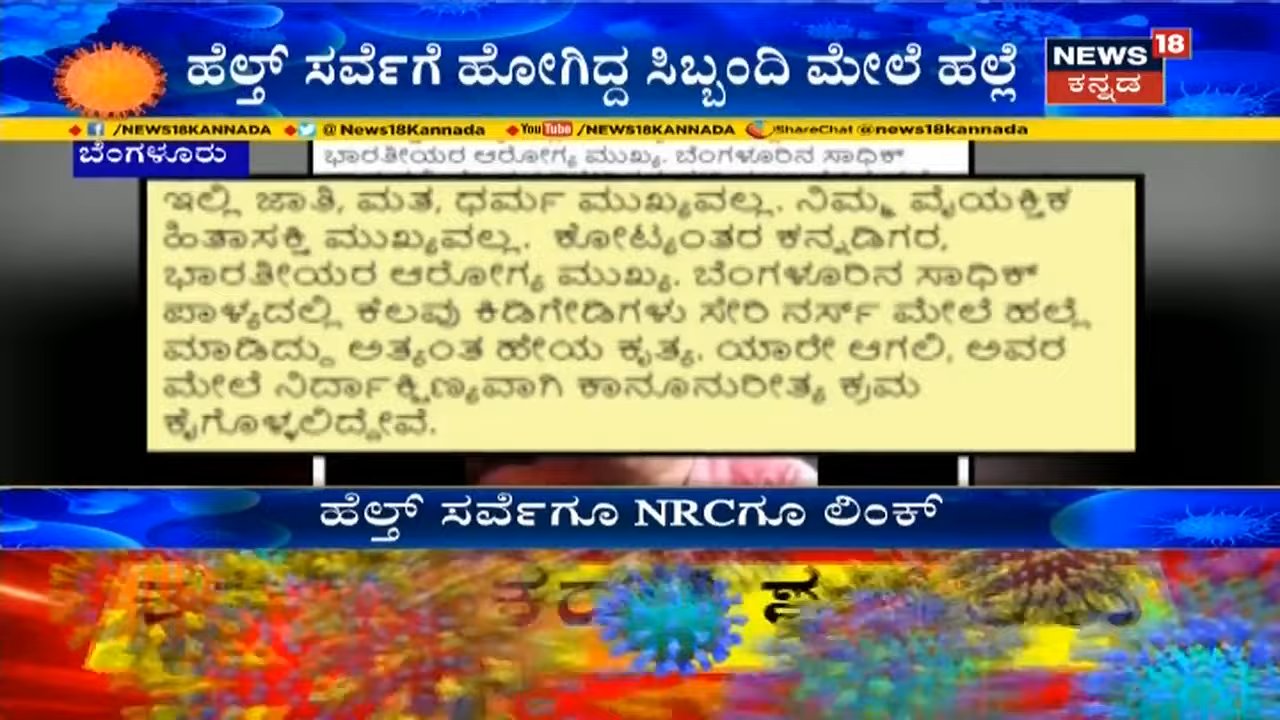 ಹೆಲ್ತ್ ಸರ್ವೆಗೆ ಹೋಗಿದ್ದ ಸಿಬ್ಬಂದಿ ಮೇಲೆ ಹಲ್ಲೆ
NEWS 18
ಕನ್ನಡ
/NEWS18KANNADA @News18Kannada YouTube /NEWS18KANNADA ShareChat @news18kannada
ಬೆಂಗಳೂರು
ಭಾರತೀಯರ ಆರೋಗ್ಯ ಮುಖ್ಯ. ಬೆಂಗಳೂರಿನ ಸಾಧಿಕ್
ಇಲ್ಲಿ ಜಾತಿ, ಮತ, ಧರ್ಮ ಮುಖ್ಯವಲ್ಲ. ನಿಮ್ಮ ವೈಯಕ್ತಿಕ
ಹಿತಾಸಕ್ತಿ ಮುಖ್ಯವಲ್ಲ. ಕೋಟ್ಯಂತರ ಕನ್ನಡಿಗರ,
ಭಾರತೀಯರ ಆರೋಗ್ಯ ಮುಖ್ಯ. ಬೆಂಗಳೂರಿನ ಸಾಧಿಕ್
ಪಾಳ್ಯದಲ್ಲಿ ಕೆಲವು ಕಿಡಿಗೇಡಿಗಳು ಸೇರಿ ನರ್ಸ್ ಮೇಲೆ ಹಲ್ಲೆ
ಮಾಡಿದ್ದು ಅತ್ಯಂತ ಹೇಯ ಕೃತ್ಯ. ಯಾರೇ ಆಗಲಿ, ಅವರ
ಮೇಲೆ ನಿರ್ದಾಕ್ಷಿಣ್ಯವಾಗಿ ಕಾನೂನುರೀತ್ಯ ಕ್ರಮ
ಕೈಗೊಳ್ಳಲಿದ್ದೇವೆ.
ಹೆಲ್ತ್ ಸರ್ವೆಗೂ NRCಗೂ ಲಿಂಕ್